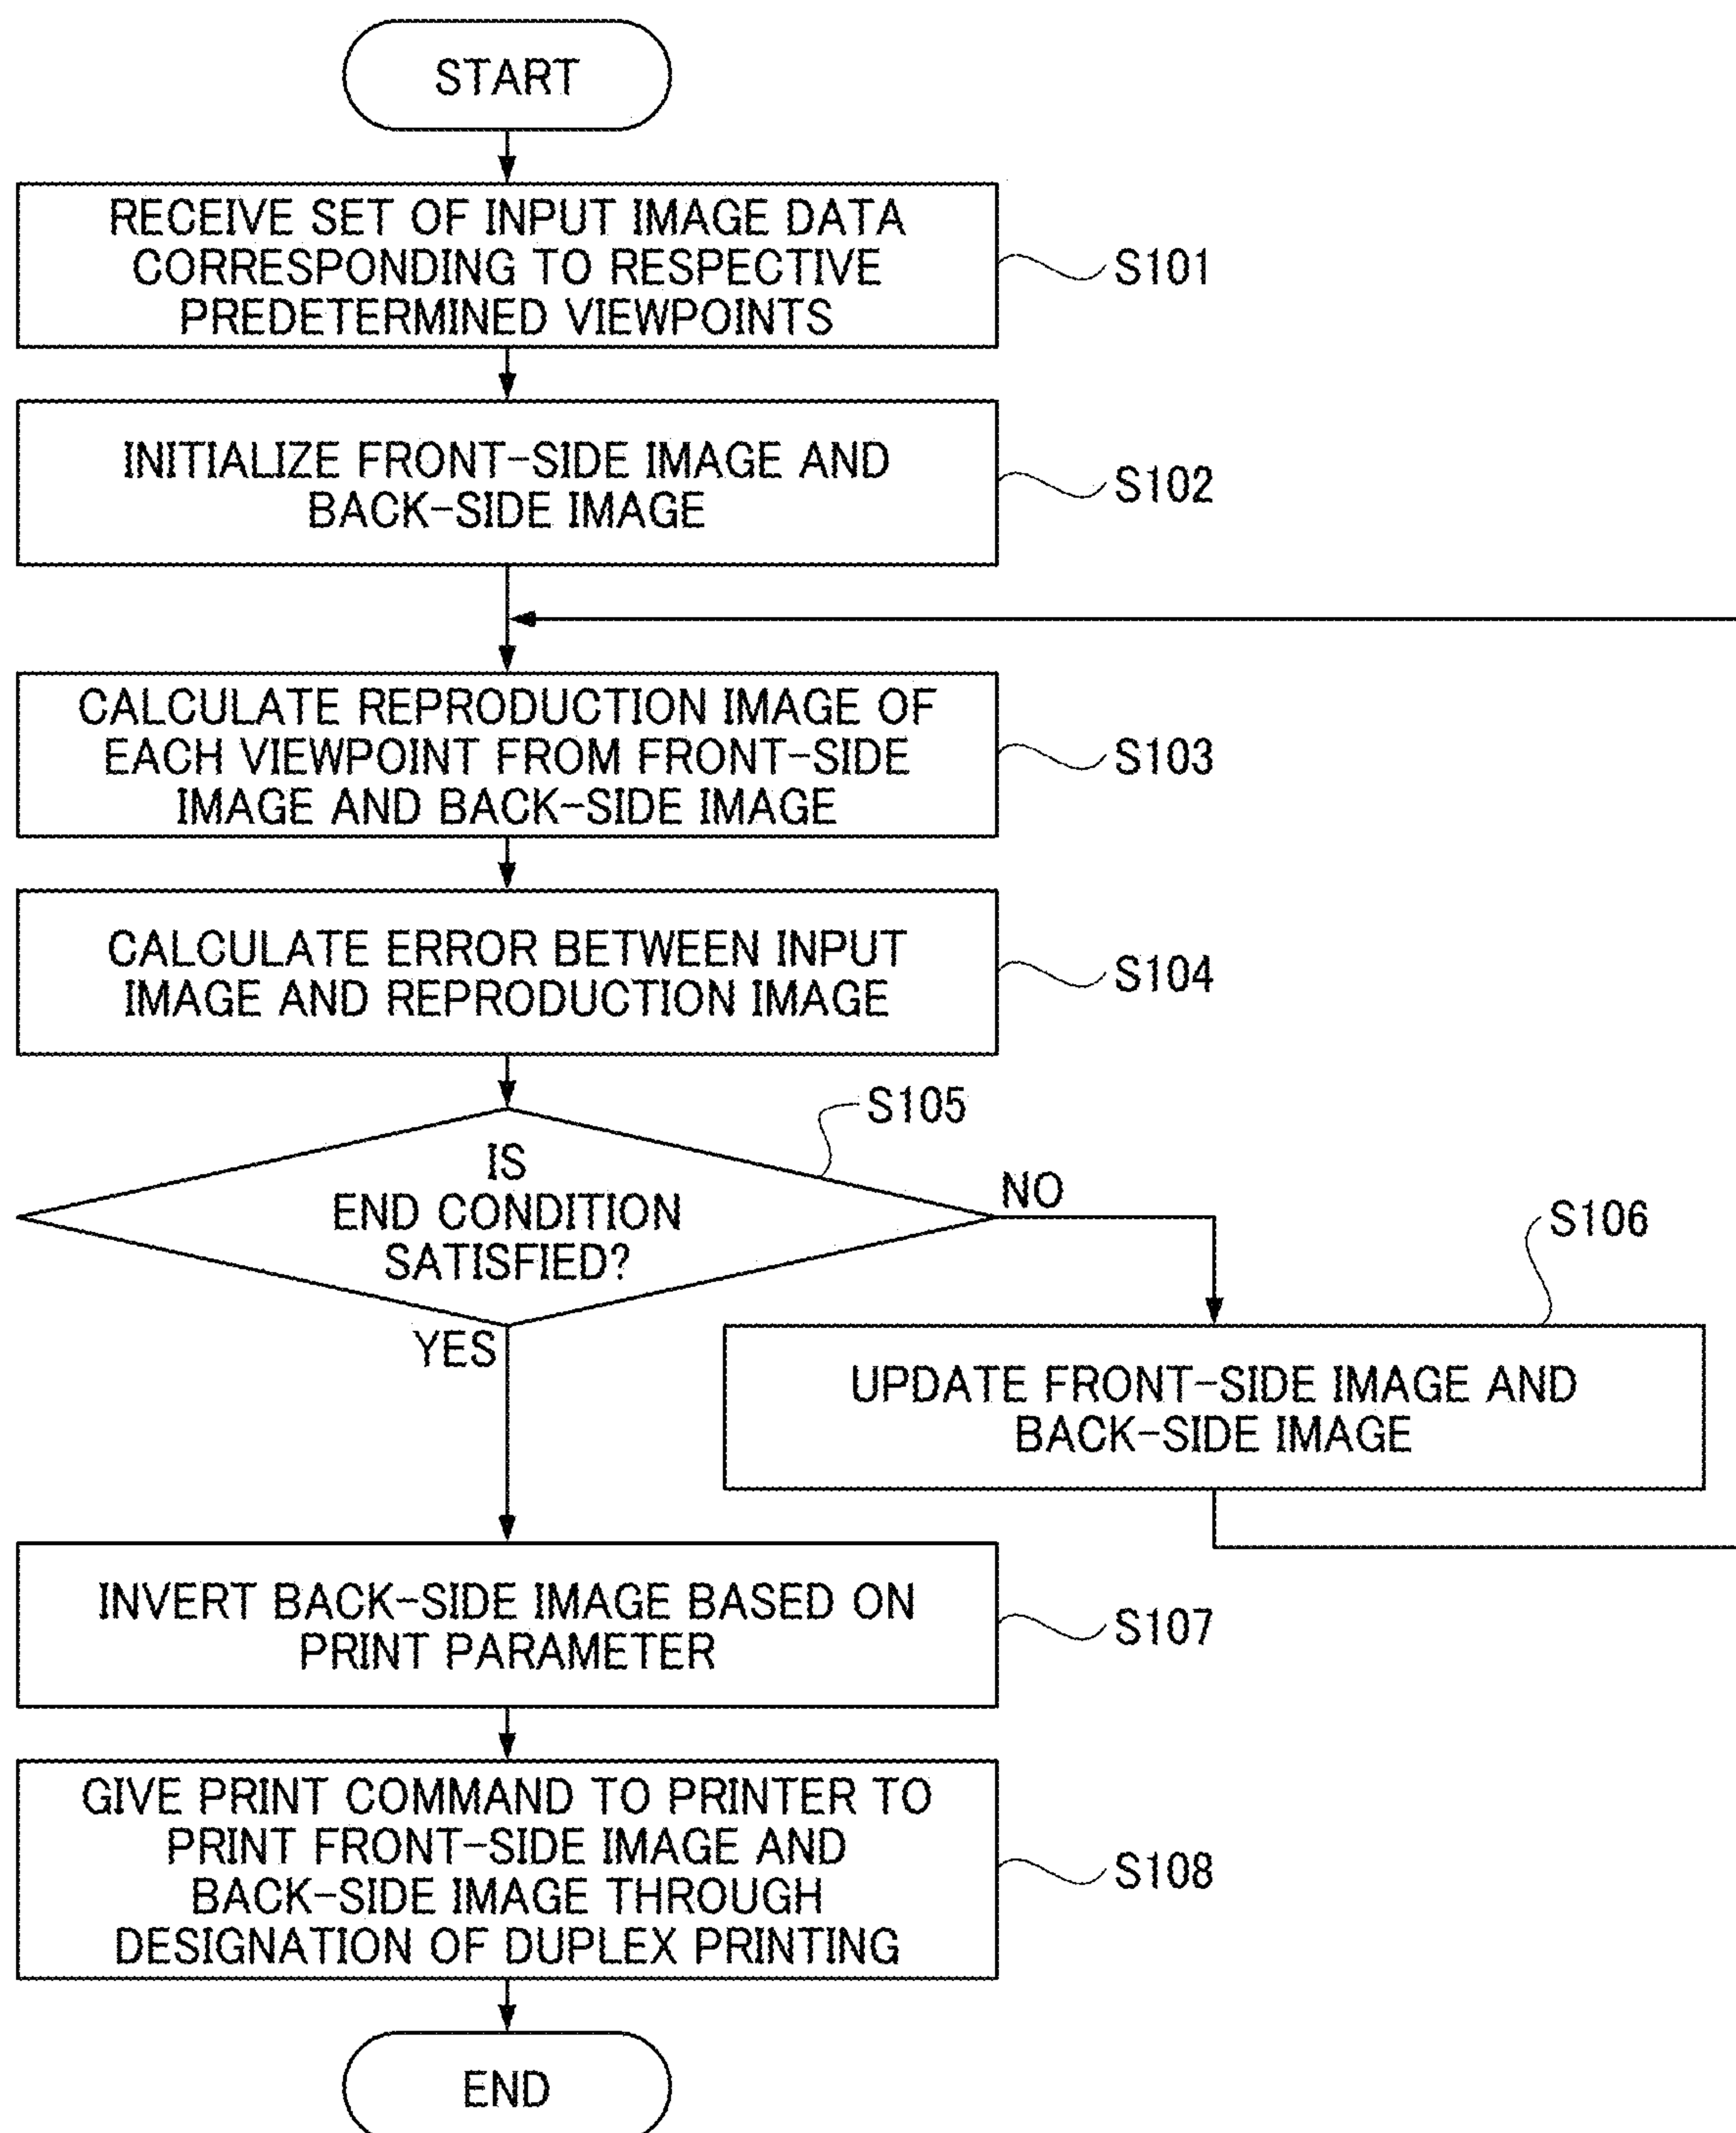 START
RECEIVE SET OF INPUT IMAGE DATA
CORRESPONDING TO RESPECTIVE
PREDETERMINED VIEWPOINTS
S101
INITIALIZE FRONT-SIDE IMAGE AND
BACK-SIDE IMAGE
S102
CALCULATE REPRODUCTION IMAGE OF
EACH VIEWPOINT FROM FRONT-SIDE
IMAGE AND BACK-SIDE IMAGE
S103
CALCULATE ERROR BETWEEN INPUT
IMAGE AND REPRODUCTION IMAGE
S104
S105
IS
END CONDITION
SATISFIED?
NO
YES
S106
UPDATE FRONT-SIDE IMAGE AND
BACK-SIDE IMAGE
INVERT BACK-SIDE IMAGE BASED ON
PRINT PARAMETER
S107
GIVE PRINT COMMAND TO PRINTER TO
PRINT FRONT-SIDE IMAGE AND
BACK-SIDE IMAGE THROUGH
DESIGNATION OF DUPLEX PRINTING
S108
END